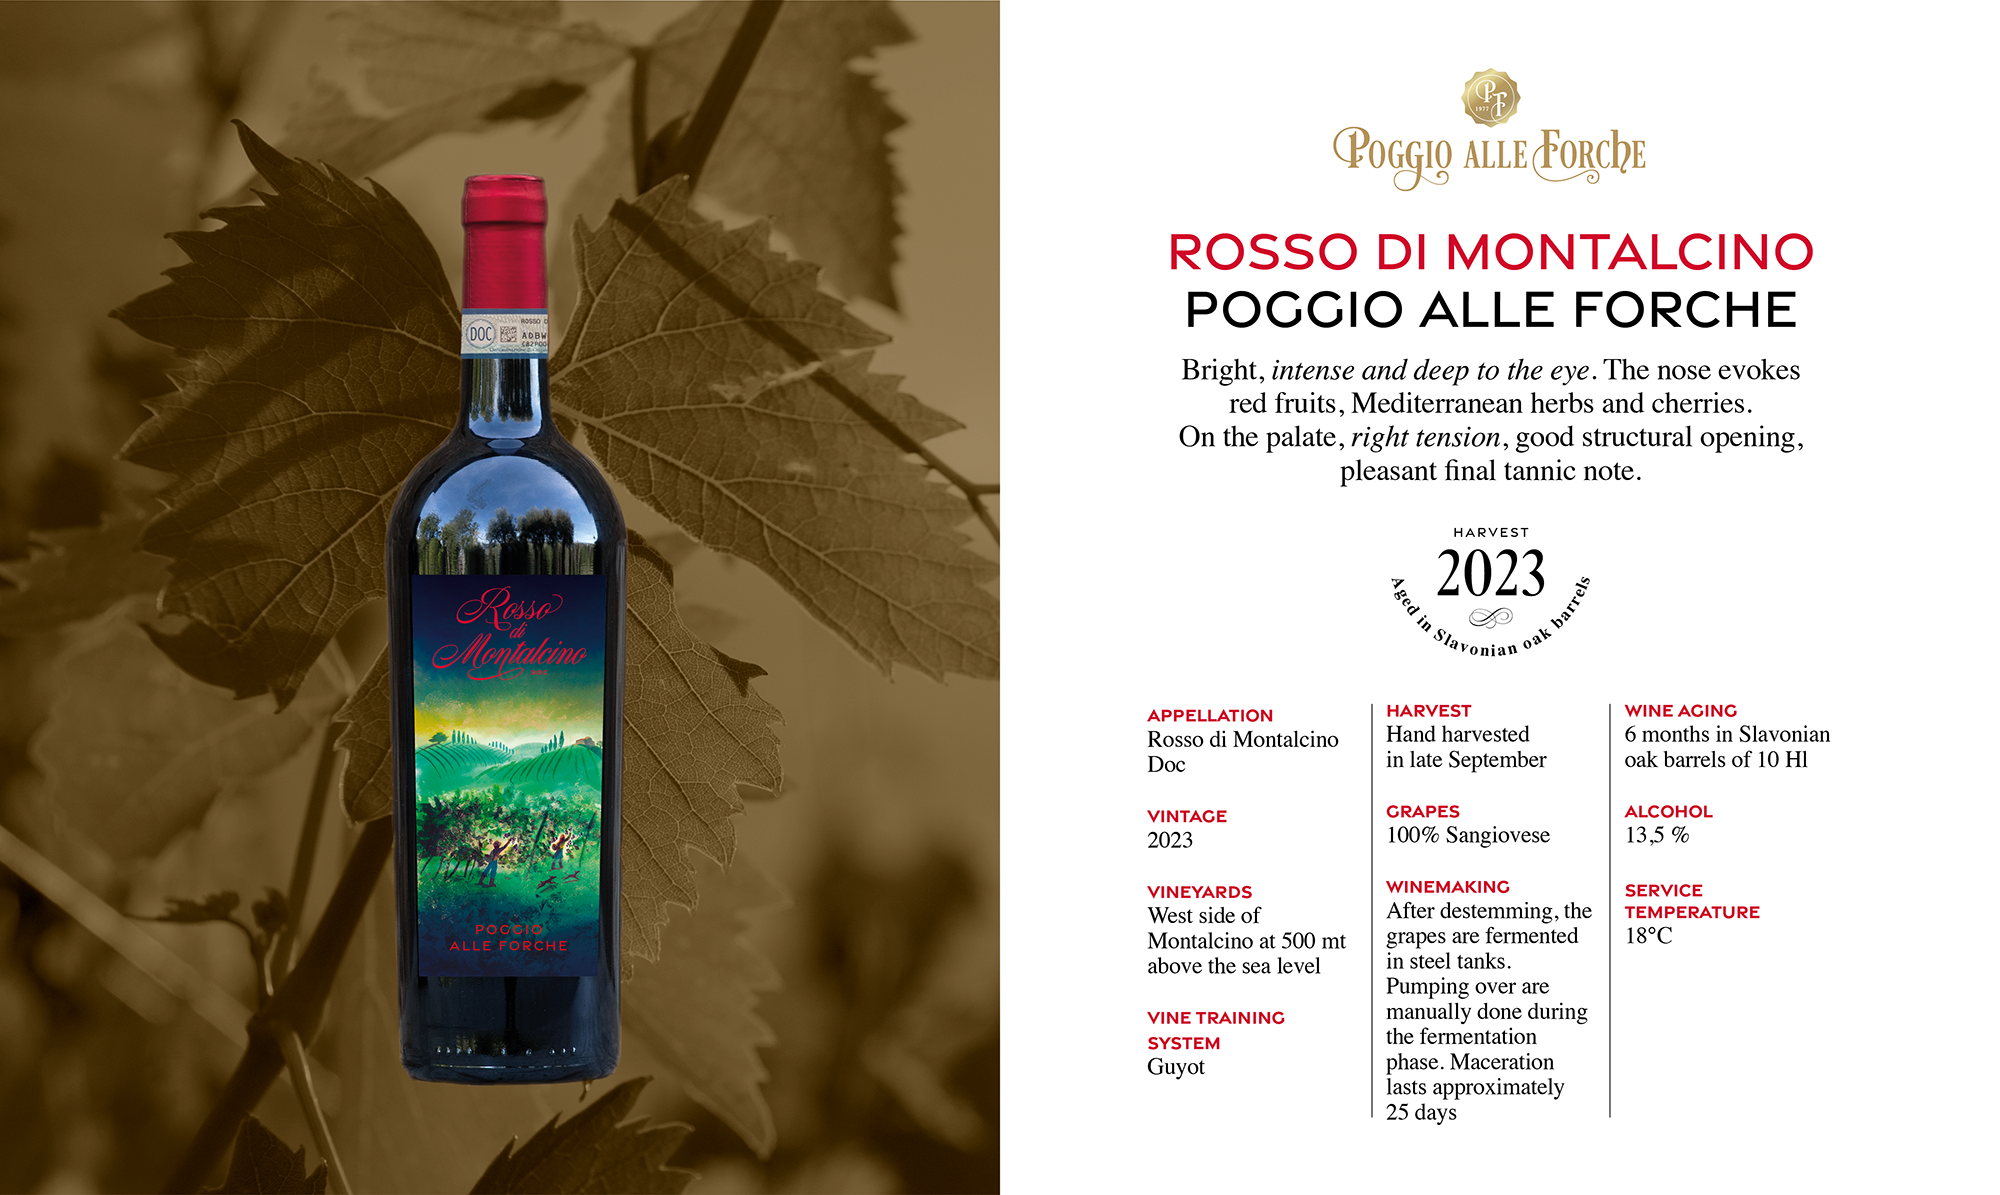 DOC
ROSSO D
ADBW
Rosso
di
Montalcino
POGGIO
ALLE FORCHE
PF
1977
POGGIO ALLE FORCHE
ROSSO DI MONTALCINO
POGGIO ALLE FORCHE
Bright, intense and deep to the eye. The nose evokes
red fruits, Mediterranean herbs and cherries.
On the palate, right tension, good structural opening,
pleasant final tannic note.
HARVEST
2023
Aged in Slavonian oak barrels
APPELLATION
Rosso di Montalcino
Doc
VINTAGE
2023
VINEYARDS
West side of
Montalcino at 500 mt
above the sea level
VINE TRAINING
SYSTEM
Guyot
HARVEST
Hand harvested
in late September
GRAPES
100% Sangiovese
WINEMAKING
After destemming, the
grapes are fermented
in steel tanks.
Pumping over are
manually done during
the fermentation
phase. Maceration
lasts approximately
25 days
WINE AGING
6 months in Slavonian
oak barrels of 10 Hl
ALCOHOL
13,5 %
SERVICE
TEMPERATURE
18°C